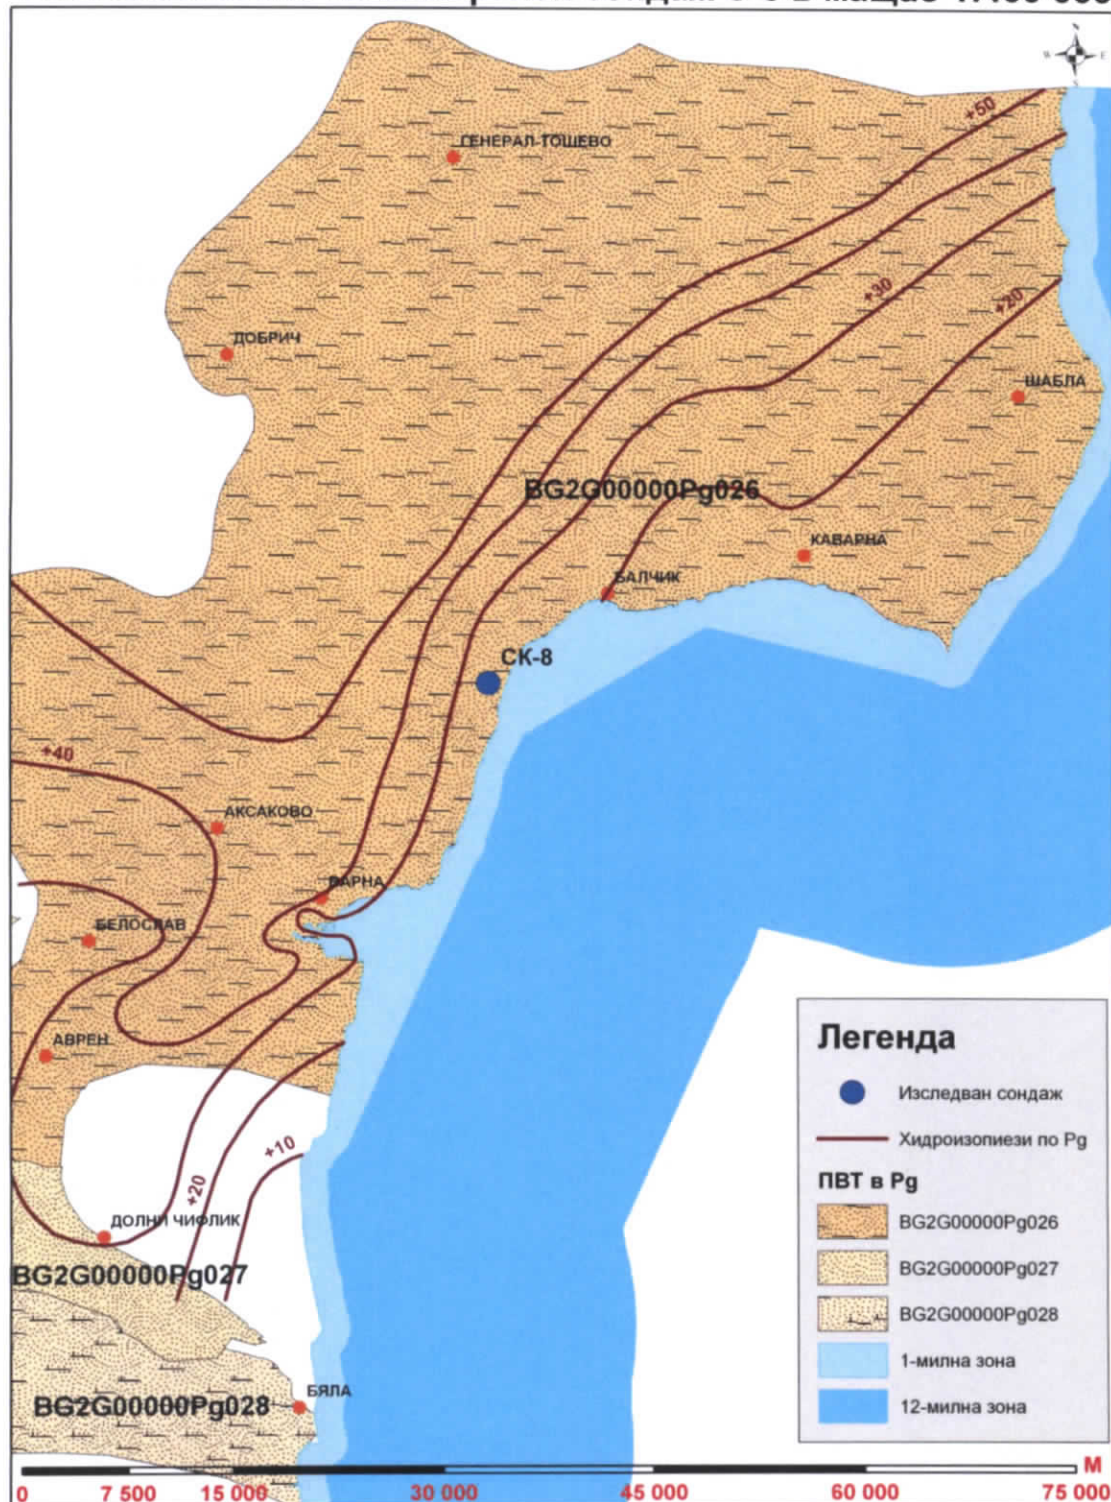 W E
+50
ГЕНЕРАЛ-ТОШЕВО
+30
+20
ДОБРИЧ
ШАБЛА
BG2G00000Pg026
КАВАРНА
БАЛЧИК
СК-8
+40
АКСАКОВО
ВАРНА
БЕЛОСЛАВ
АВРЕН
+10
+20
ДОЛНИ ЧИФЛИК
BG2G00000Pg027
BG2G00000Pg028
БЯЛА
Легенда
Изследван сондаж
Хидроизопиези по Pg
ПВТ в Pg
BG2G00000Pg026
BG2G00000Pg027
BG2G00000Pg028
1-милна зона
12-милна зона
М
0 7 500 15 000 30 000 45 000 60 000 75 000